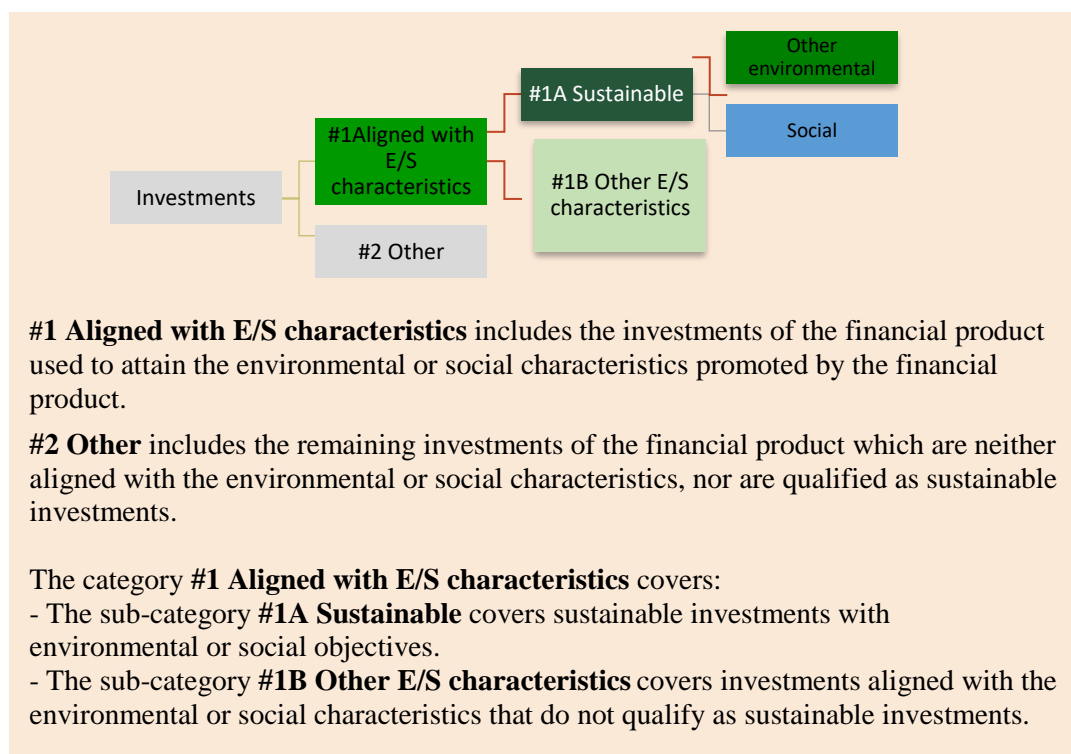 Investments
#1Aligned with
E/S
characteristics
#2 Other
#1A Sustainable
#1B Other E/S
characteristics
Other
environmental
Social
#1 Aligned with E/S characteristics includes the investments of the financial product
used to attain the environmental or social characteristics promoted by the financial
product.
#2 Other includes the remaining investments of the financial product which are neither
aligned with the environmental or social characteristics, nor are qualified as sustainable
investments.
The category #1 Aligned with E/S characteristics covers:
- The sub-category #1A Sustainable covers sustainable investments with
environmental or social objectives.
- The sub-category #1B Other E/S characteristics covers investments aligned with the
environmental or social characteristics that do not qualify as sustainable investments.